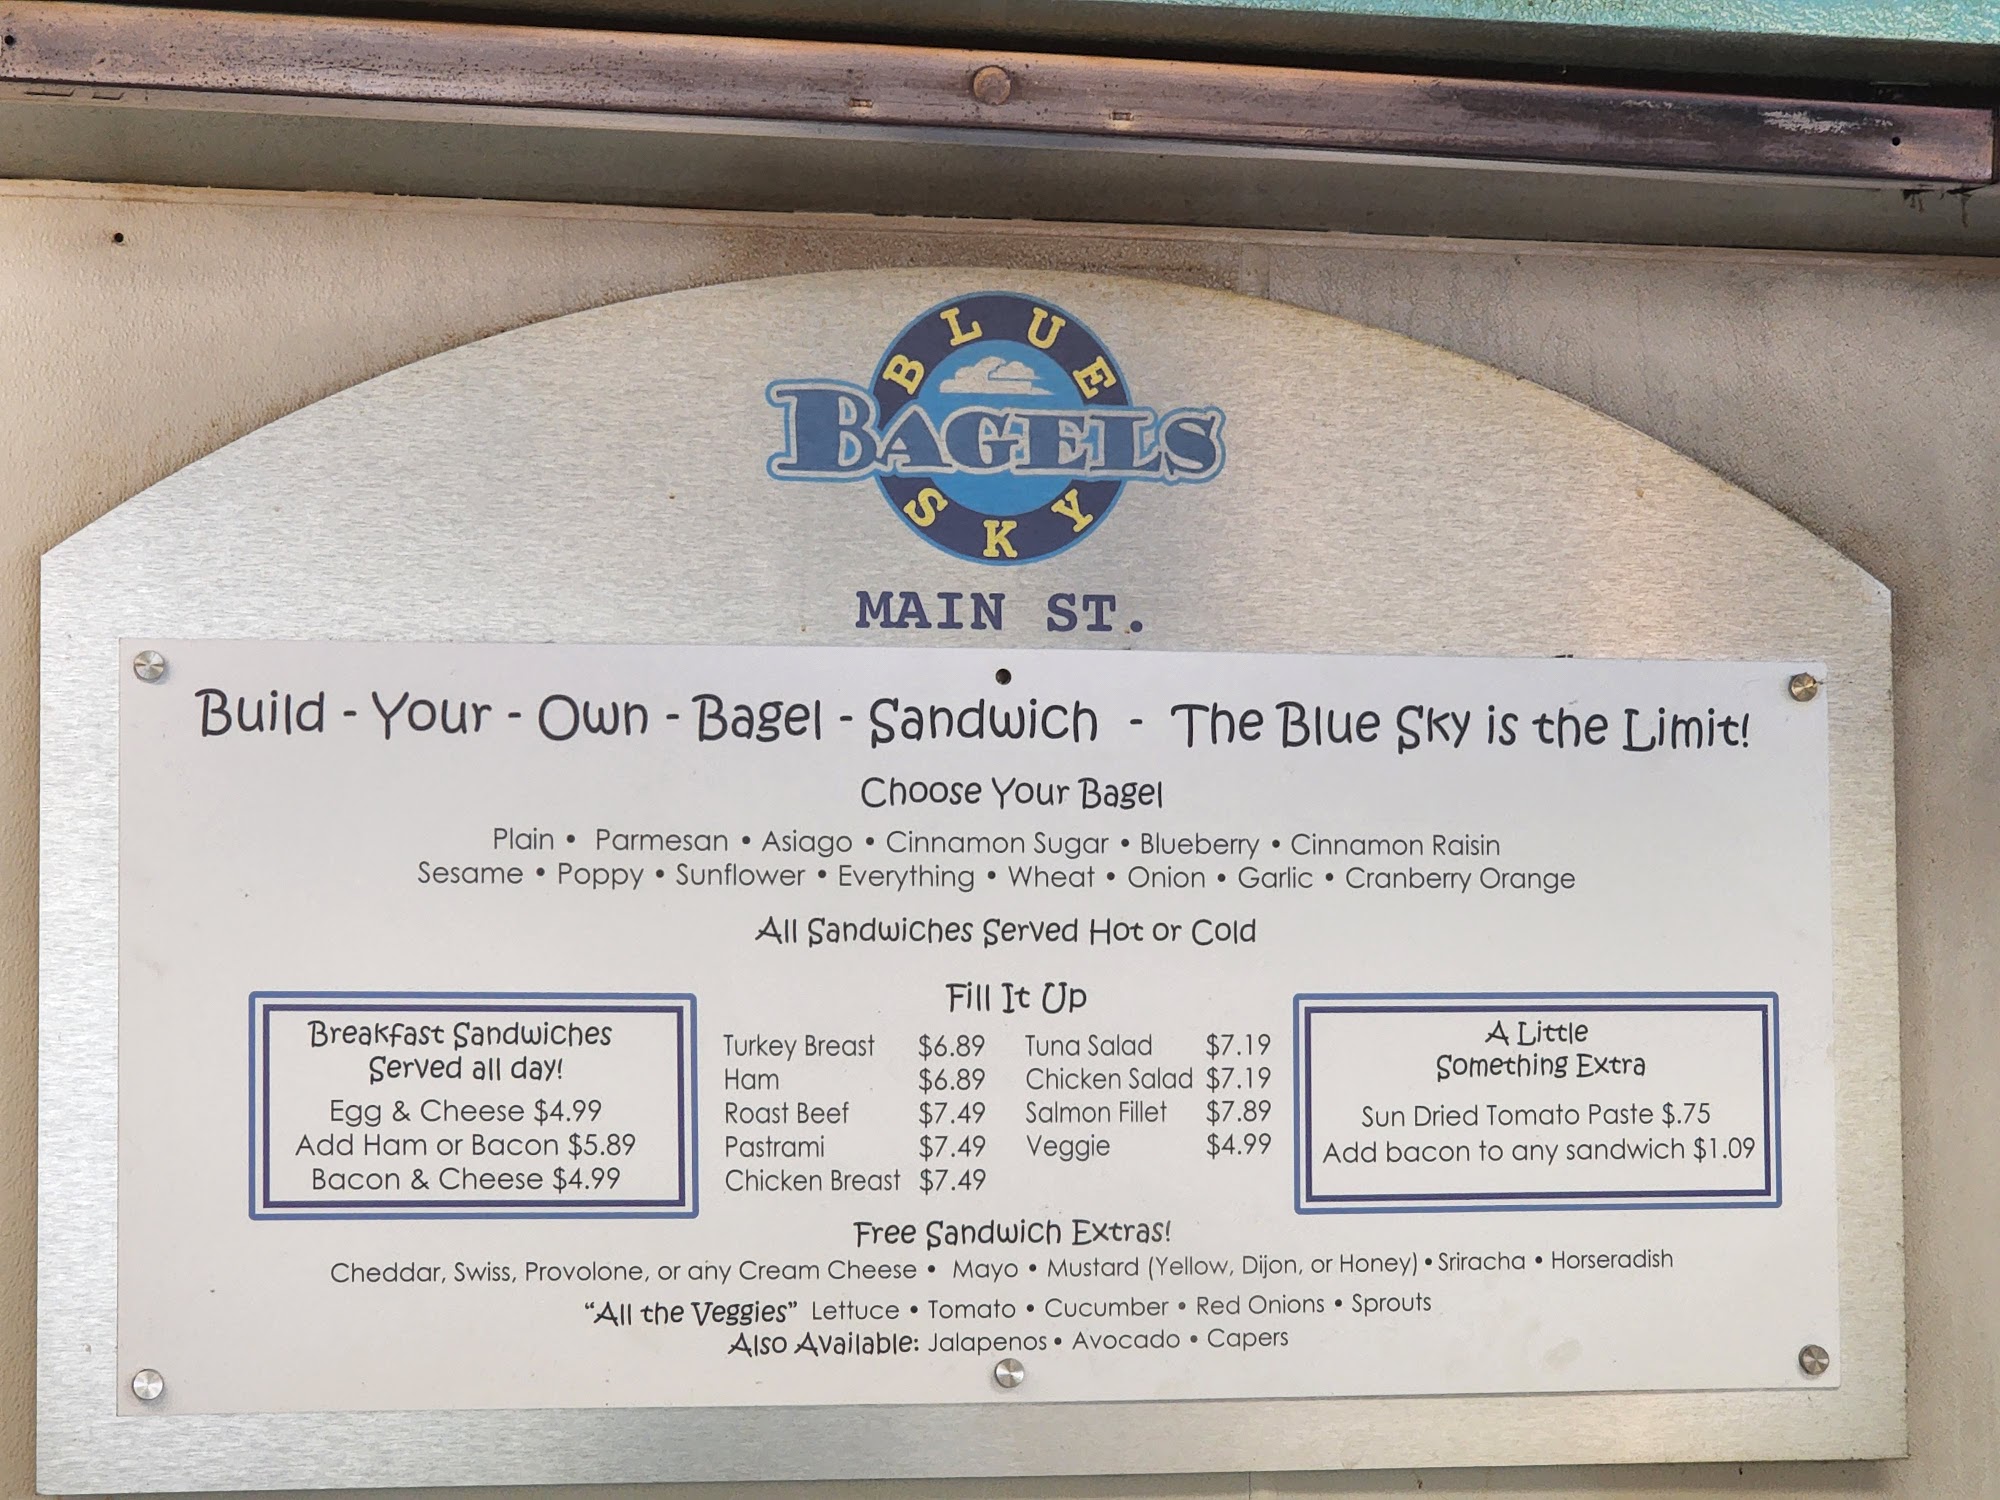 BLUE
BAGELS
SKY
MAIN ST.
Build - Your - Own - Bagel - Sandwich - The Blue Sky is the Limit!
Choose Your Bagel
Plain • Parmesan • Asiago • Cinnamon Sugar • Blueberry • Cinnamon Raisin
Sesame • Poppy • Sunflower • Everything • Wheat • Onion • Garlic • Cranberry Orange
All Sandwiches Served Hot or Cold
Breakfast Sandwiches
Served all day!
Egg & Cheese $4.99
Add Ham or Bacon $5.89
Bacon & Cheese $4.99
Fill It Up
Turkey Breast $6.89 Tuna Salad $7.19
Ham $6.89 Chicken Salad $7.19
Roast Beef $7.49 Salmon Fillet $7.89
Pastrami $7.49 Veggie $4.99
Chicken Breast $7.49
A Little
Something Extra
Sun Dried Tomato Paste $.75
Add bacon to any sandwich $1.09
Free Sandwich Extras!
Cheddar, Swiss, Provolone, or any Cream Cheese • Mayo • Mustard (Yellow, Dijon, or Honey) • Sriracha • Horseradish
“All the Veggies” Lettuce • Tomato • Cucumber • Red Onions • Sprouts
Also Available: Jalapenos • Avocado • Capers